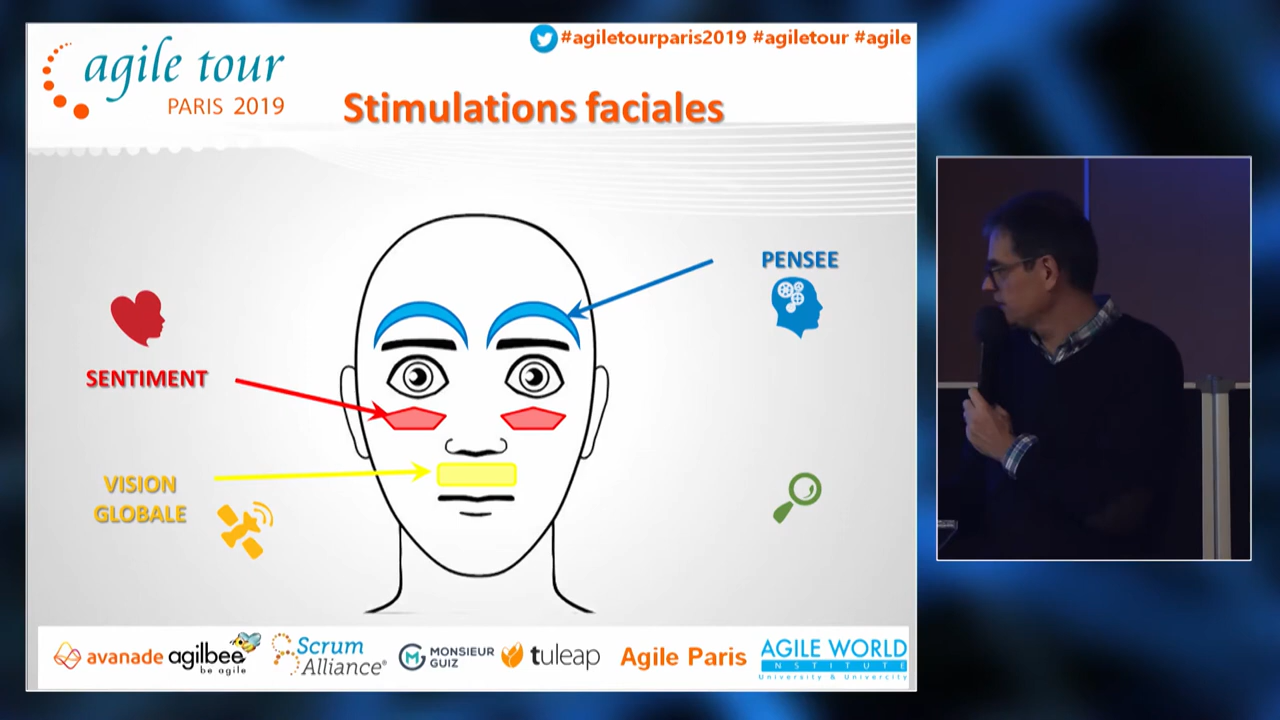 #agiletourparis2019 #agiletour #agile
agile tour
PARIS 2019
Stimulations faciales
PENSEE
SENTIMENT
VISION
GLOBALE
avanade
agilbee
be agile
Scrum
Alliance®
MONSIEUR
GUIZ
tuleap
Agile Paris
AGILE WORLD
INSTITUTE
University & Univercity